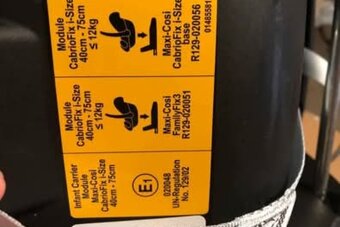 Module
CabrioFix i-Size
40cm - 75cm
≤ 12kg
Maxi-Cosi
CabrioFix i-Size
base
R129-020056
01485581
Module
CabrioFix i-Size
40cm - 75cm
≤ 12kg
Maxi-Cosi
FamilyFix3
R129-020051
Infant Carrier
Module
Maxi-Cosi
CabrioFix i-Size
40cm - 75cm
E1
020048
UN-Regulation
No. 129/02